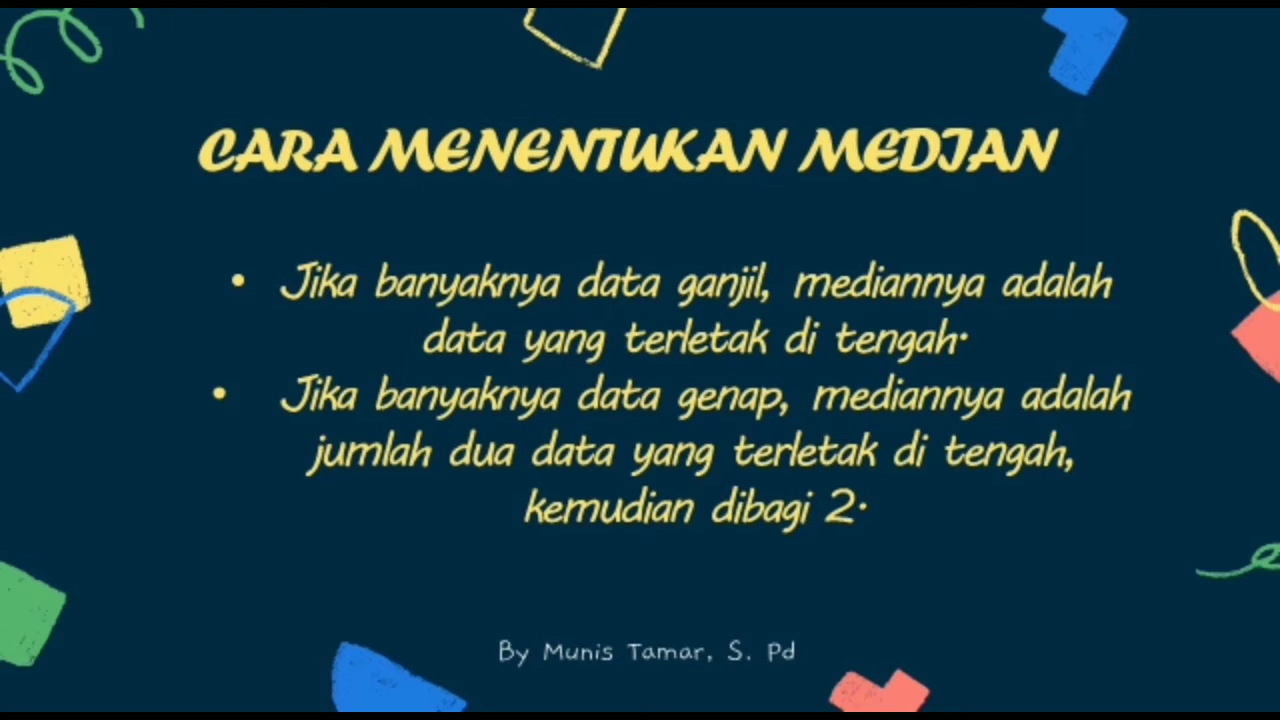 CARA MENENTUKAN MEDIAN
• Jika banyaknya data ganjil, mediannya adalah
data yang terletak di tengah.
• Jika banyaknya data genap, mediannya adalah
jumlah dua data yang terletak di tengah,
kemudian dibagi 2.
By Munis Tamar, S. Pd